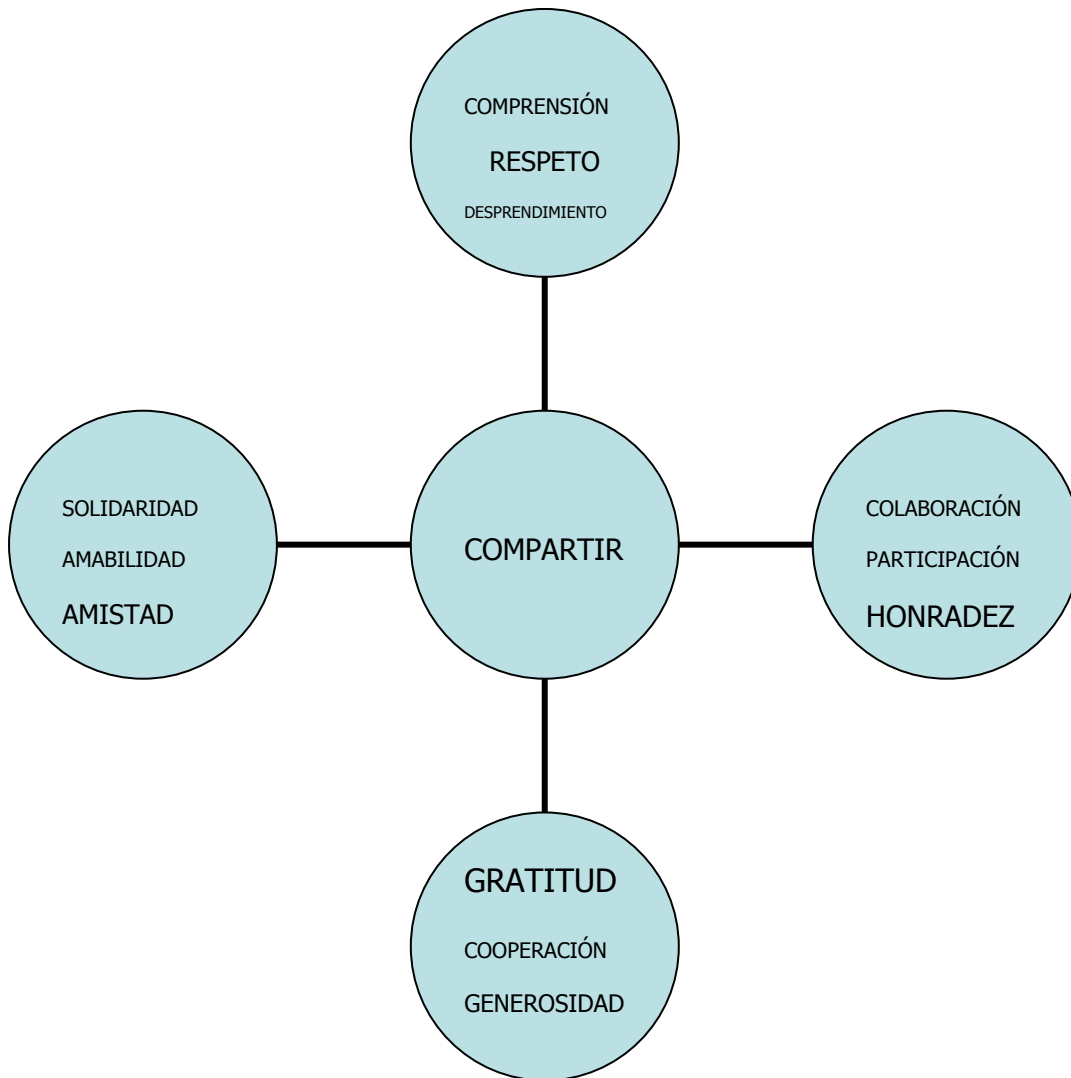 COMPRENSIÓN
RESPETO
DESPRENDIMIENTO
SOLIDARIDAD
AMABILIDAD
AMISTAD
COMPARTIR
COLABORACIÓN
PARTICIPACIÓN
HONRADEZ
GRATITUD
COOPERACIÓN
GENEROSIDAD